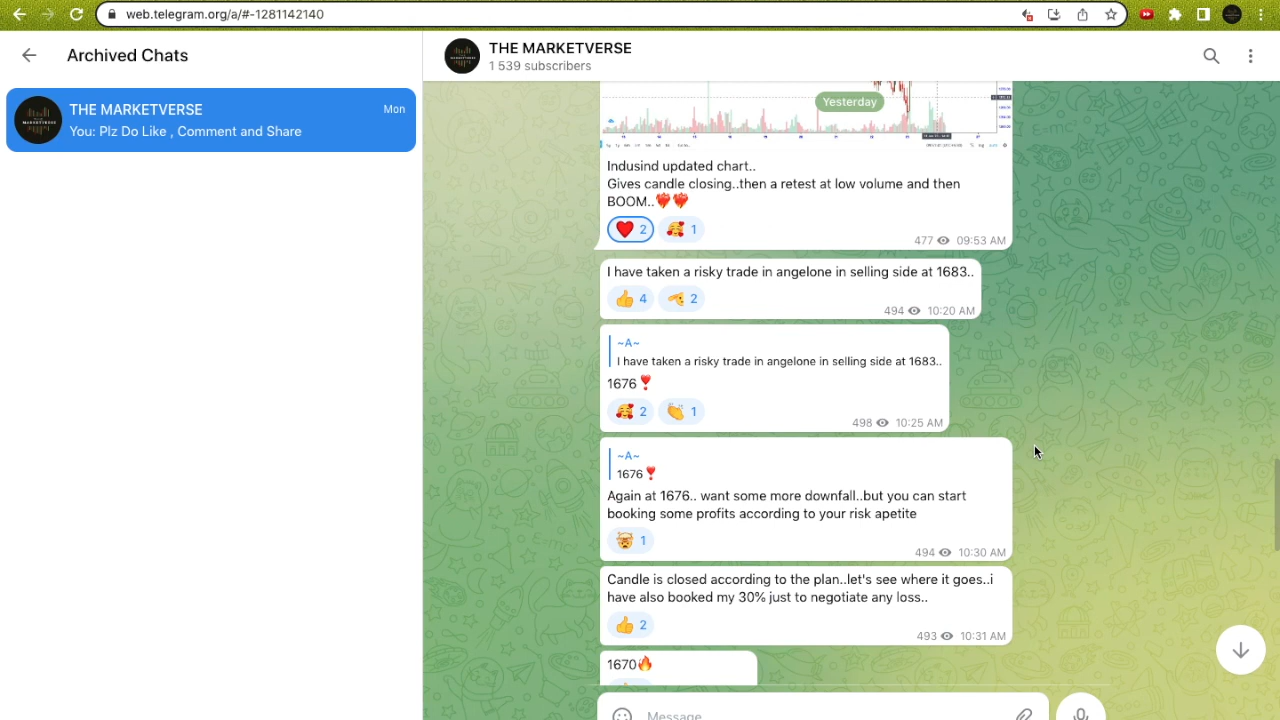 web.telegram.org/a/#-1281142140
Archived Chats
THE MARKETVERSE
Mon
You: Plz Do Like , Comment and Share
THE MARKETVERSE
1 539 subscribers
Yesterday
Indusind updated chart..
Gives candle closing..then a retest at low volume and then
BOOM..❤️‍🔥❤️‍🔥
❤️ 2 🥰 1
477 09:53 AM
I have taken a risky trade in angelone in selling side at 1683..
👍 4 🫳 2
494 10:20 AM
~A~
I have taken a risky trade in angelone in selling side at 1683..
1676❣️
🥰 2 👏 1
498 10:25 AM
~A~
1676❣️
Again at 1676.. want some more downfall..but you can start
booking some profits according to your risk apetite
🤯 1
494 10:30 AM
Candle is closed according to the plan..let's see where it goes..i
have also booked my 30% just to negotiate any loss..
👍 2
493 10:31 AM
1670🔥
Message